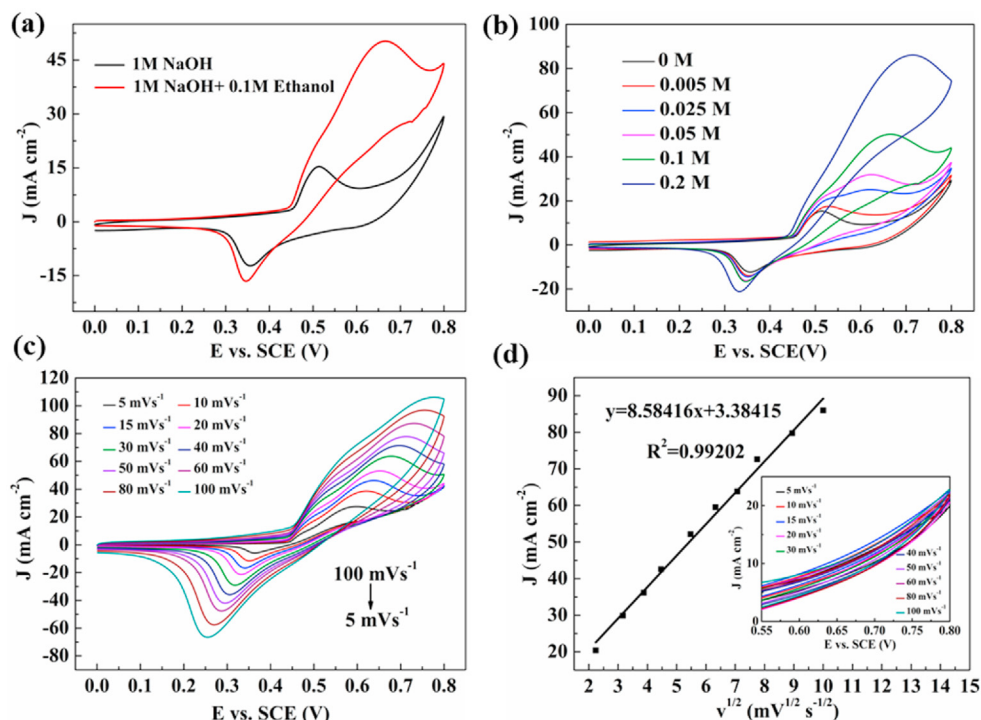 (a)
1M NaOH
1M NaOH+ 0.1M Ethanol
45
30
15
0
-15
J (mA cm-2)
0.0 0.1 0.2 0.3 0.4 0.5 0.6 0.7 0.8
E vs. SCE (V)
(b)
0 M
0.005 M
0.025 M
0.05 M
0.1 M
0.2 M
100
80
60
40
20
0
-20
J (mA cm-2)
0.0 0.1 0.2 0.3 0.4 0.5 0.6 0.7 0.8
E vs. SCE(V)
(c)
5 mVs-1 10 mVs-1
15 mVs-1 20 mVs-1
30 mVs-1 40 mVs-1
50 mVs-1 60 mVs-1
80 mVs-1 100 mVs-1
100 mVs-1
5 mVs-1
120
100
80
60
40
20
0
-20
-40
-60
-80
J (mA cm-2)
0.0 0.1 0.2 0.3 0.4 0.5 0.6 0.7 0.8
E vs. SCE (V)
(d)
y=8.58416x+3.38415
R2=0.99202
90
80
70
60
50
40
30
20
J (mA cm-2)
2 3 4 5 6 7 8 9 10 11 12 13 14 15
v1/2 (mV1/2 s-1/2)
5 mVs-1
10 mVs-1
15 mVs-1
20 mVs-1
30 mVs-1
40 mVs-1
50 mVs-1
60 mVs-1
80 mVs-1
100 mVs-1
20
10
0
J (mA cm-2)
0.55 0.60 0.65 0.70 0.75 0.80
E vs. SCE (V)